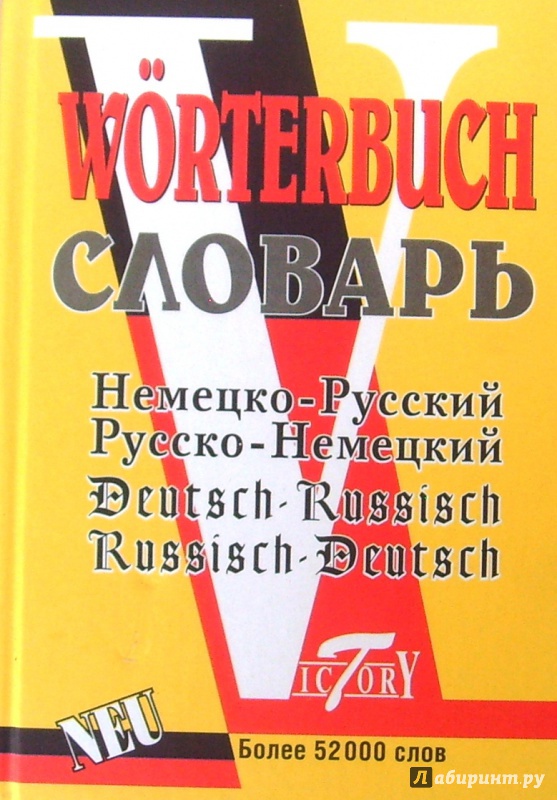 WÖRTERBUCH
СЛОВАРЬ
Немецко-Русский
Русско-Немецкий
Deutsch-Russisch
Russisch-Deutsch
VICTORY
NEU
Более 52000 слов
Лабиринт.ру